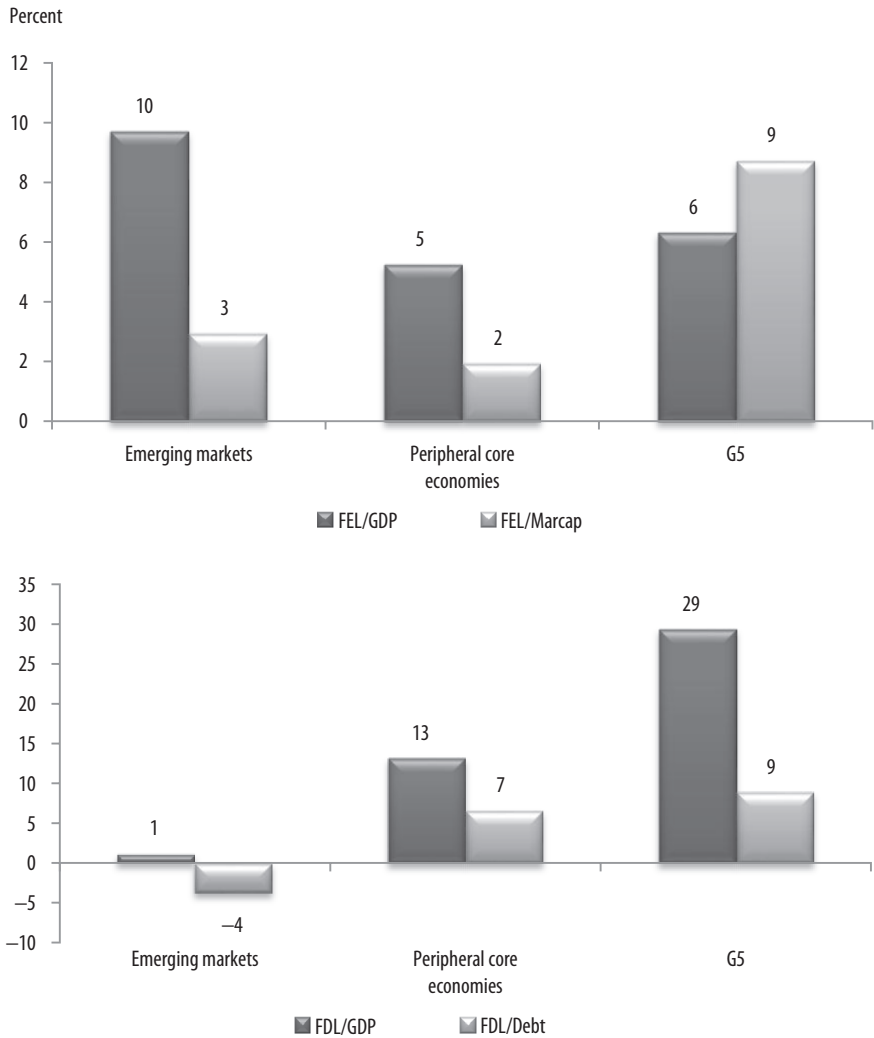 Percent
12
10
8
6
4
2
0
10
3
5
2
6
9
Emerging markets
Peripheral core
economies
G5
FEL/GDP FEL/Marcap
35
30
25
20
15
10
5
0
–5
–10
1
–4
13
7
29
9
Emerging markets
Peripheral core
economies
G5
FDL/GDP FDL/Debt